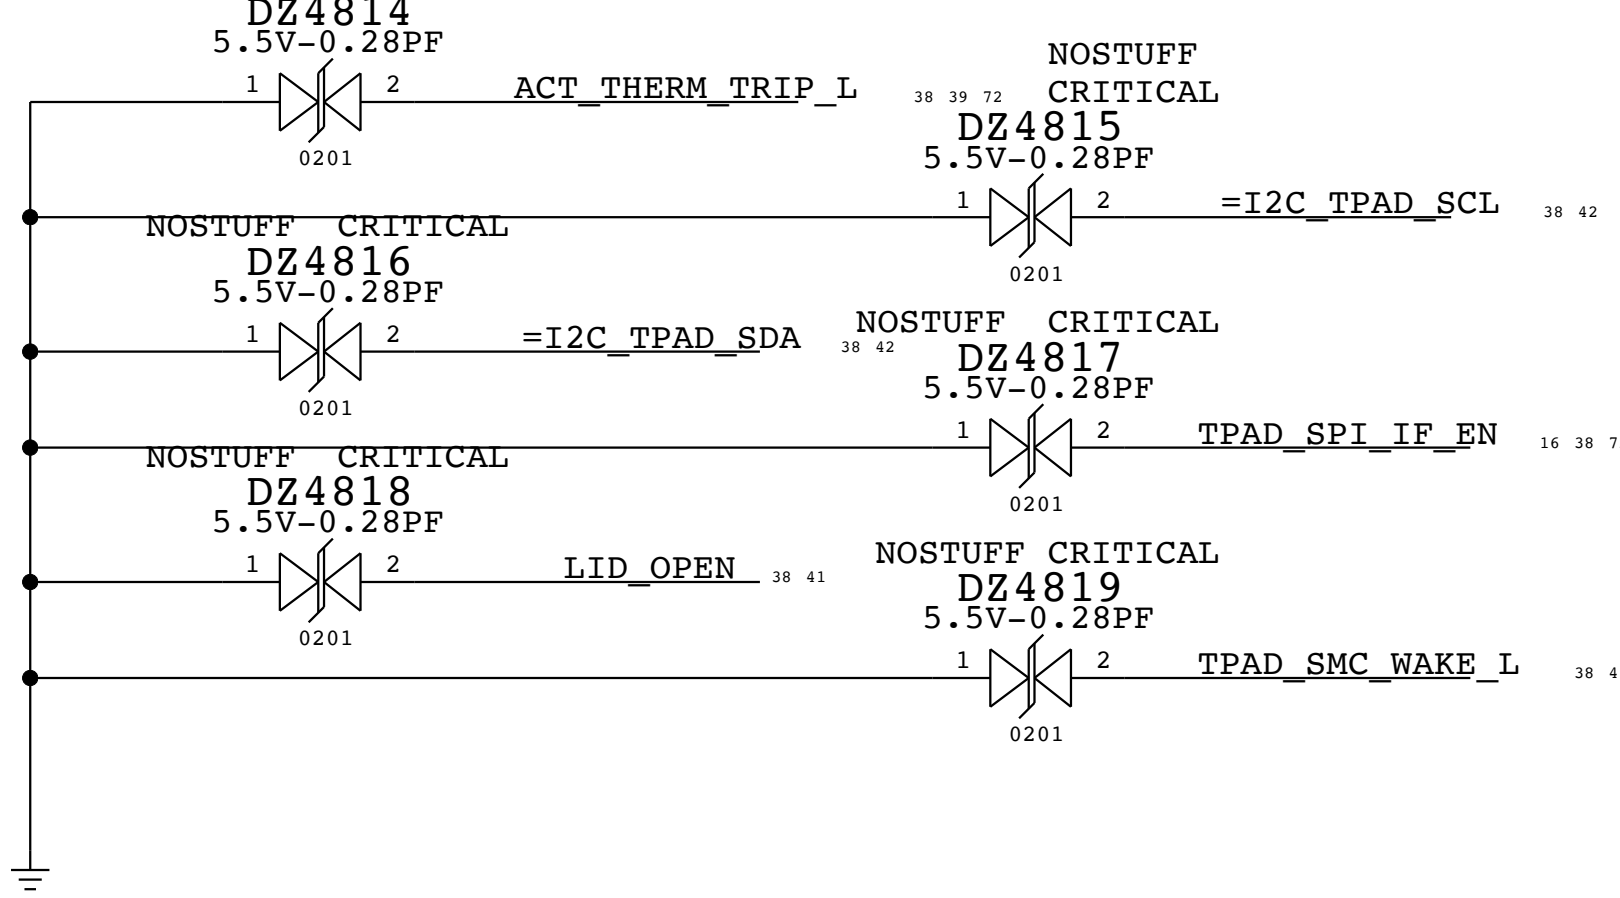 DZ4814
5.5V-0.28PF
1 2 ACT_THERM_TRIP_L 38 39 72
0201
NOSTUFF
CRITICAL
DZ4815
5.5V-0.28PF
1 2 =I2C_TPAD_SCL 38 42
0201
NOSTUFF CRITICAL
DZ4816
5.5V-0.28PF
1 2 =I2C_TPAD_SDA 38 42
0201
NOSTUFF CRITICAL
DZ4817
5.5V-0.28PF
1 2 TPAD_SPI_IF_EN 16 38 7
0201
NOSTUFF CRITICAL
DZ4818
5.5V-0.28PF
1 2 LID_OPEN 38 41
0201
NOSTUFF CRITICAL
DZ4819
5.5V-0.28PF
1 2 TPAD_SMC_WAKE_L 38 4
0201